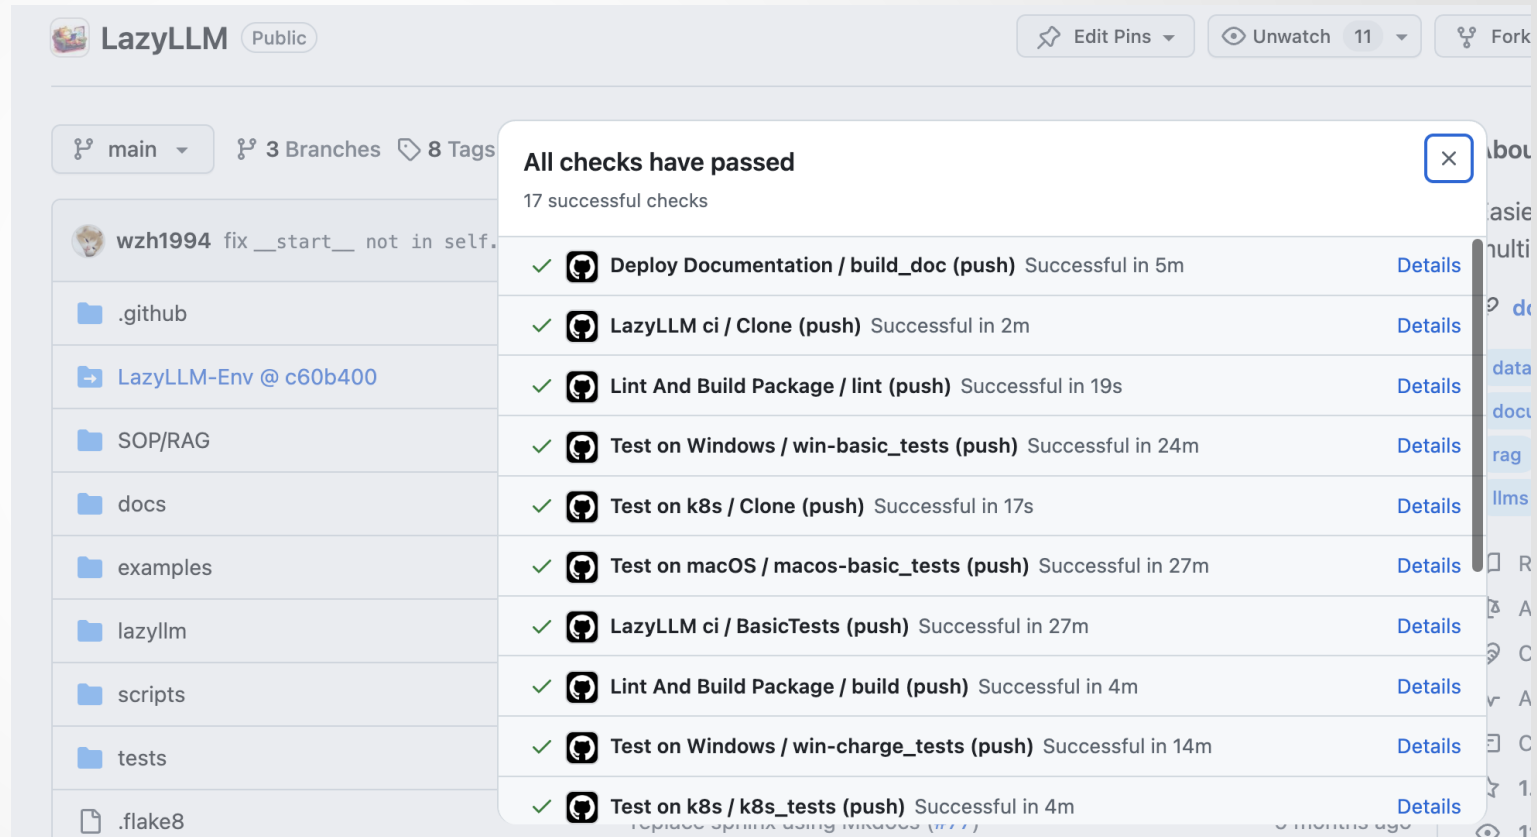 LazyLLM Public Edit Pins Unwatch 11 Fork
main 3 Branches 8 Tags
wzh1994 fix __start__ not in self.
.github
LazyLLM-Env @ c60b400
SOP/RAG
docs
examples
lazyllm
scripts
tests
.flake8
All checks have passed
17 successful checks
Deploy Documentation / build_doc (push) Successful in 5m Details
LazyLLM ci / Clone (push) Successful in 2m Details
Lint And Build Package / lint (push) Successful in 19s Details
Test on Windows / win-basic_tests (push) Successful in 24m Details
Test on k8s / Clone (push) Successful in 17s Details
Test on macOS / macos-basic_tests (push) Successful in 27m Details
LazyLLM ci / BasicTests (push) Successful in 27m Details
Lint And Build Package / build (push) Successful in 4m Details
Test on Windows / win-charge_tests (push) Successful in 14m Details
Test on k8s / k8s_tests (push) Successful in 4m Details
data
docu
rag
llms